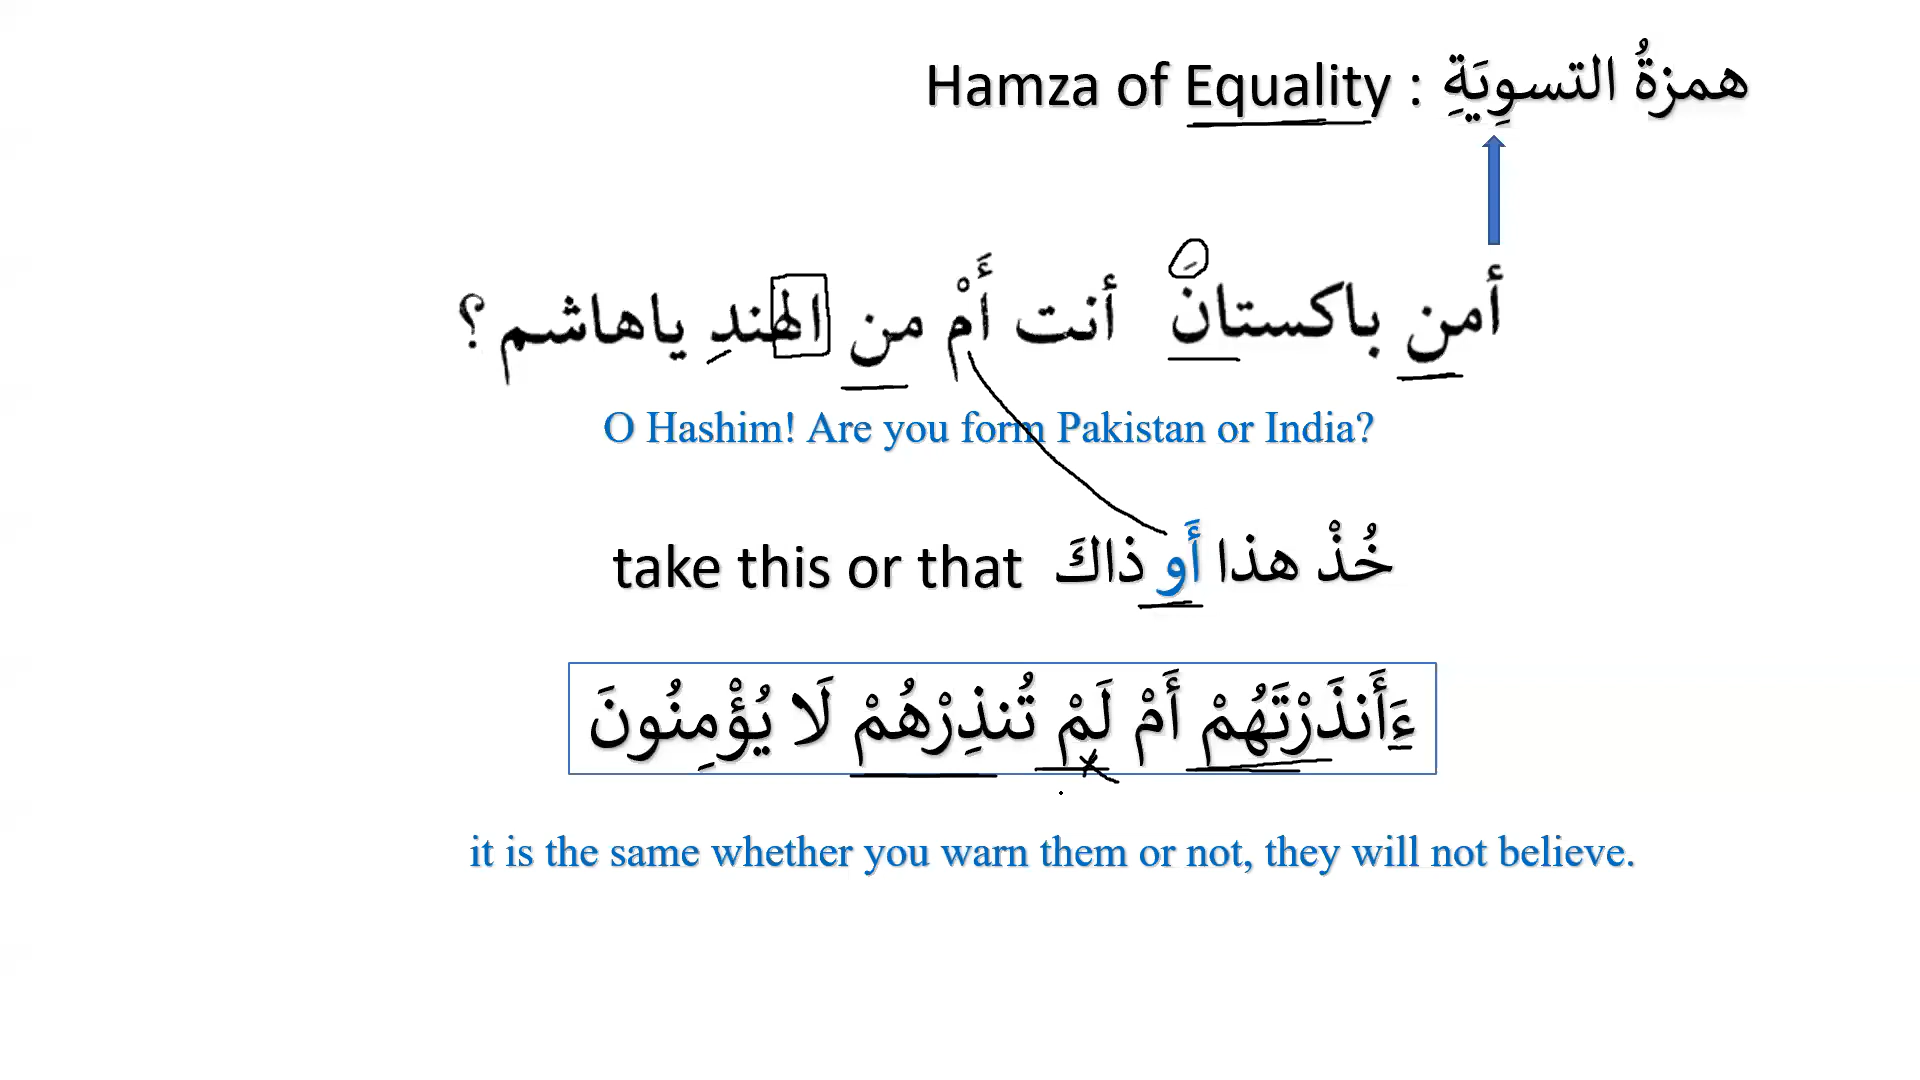 Hamza of Equality : همزةُ التسوِيَةِ
أمن باكستانَ أنت أَمْ من الهندِ ياهاشم ؟
O Hashim! Are you form Pakistan or India?
take this or that خُذْ هذا أَو ذاكَ
ءَأَنذَرْتَهُمْ أَمْ لَمْ تُنذِرْهُمْ لَا يُؤْمِنُونَ
it is the same whether you warn them or not, they will not believe.